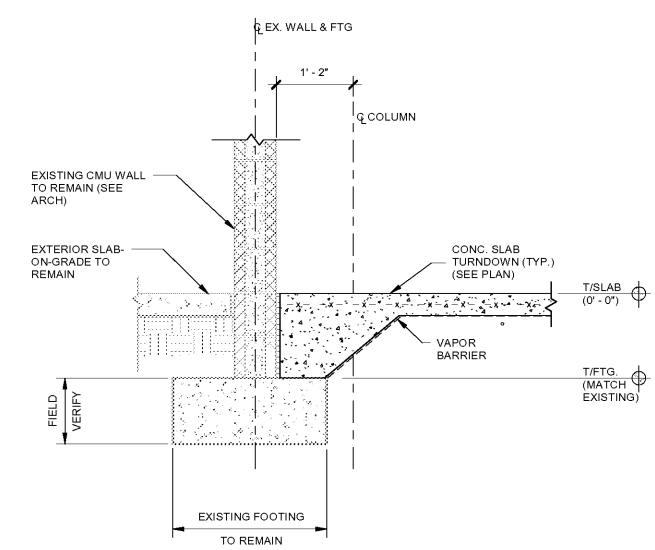 ℄ EX. WALL & FTG
1' - 2"
℄ COLUMN
EXISTING CMU WALL
TO REMAIN (SEE
ARCH)
EXTERIOR SLAB-
ON-GRADE TO
REMAIN
CONC. SLAB
TURNDOWN (TYP.)
(SEE PLAN)
T/SLAB
(0' - 0")
VAPOR
BARRIER
T/FTG.
(MATCH
EXISTING)
FIELD
VERIFY
EXISTING FOOTING
TO REMAIN